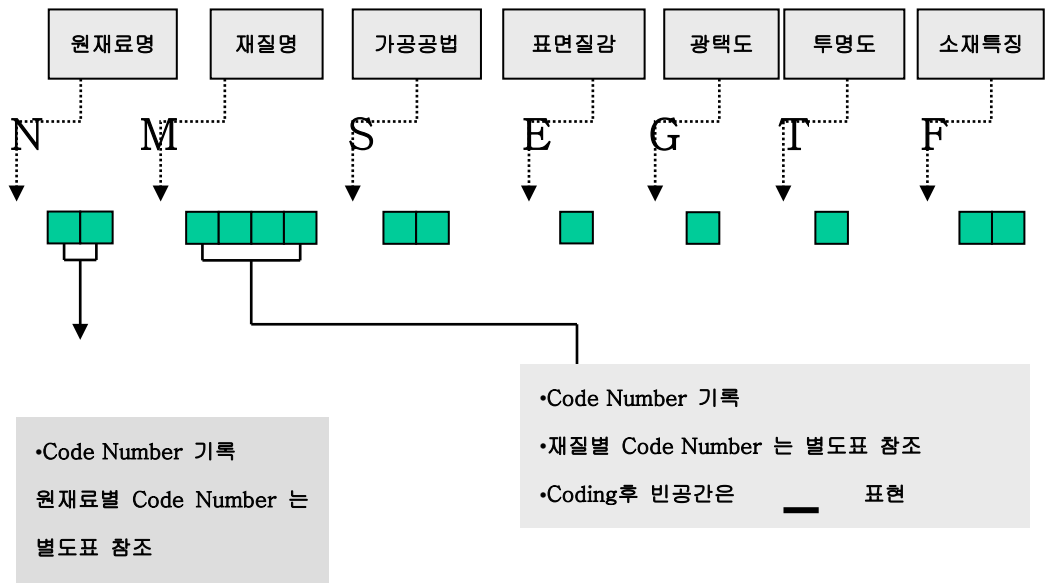 원재료명 재질명 가공공법 표면질감 광택도 투명도 소재특징
N M S E G T F
•Code Number 기록
원재료별 Code Number 는
별도표 참조
•Code Number 기록
•재질별 Code Number 는 별도표 참조
•Coding후 빈공간은 표현